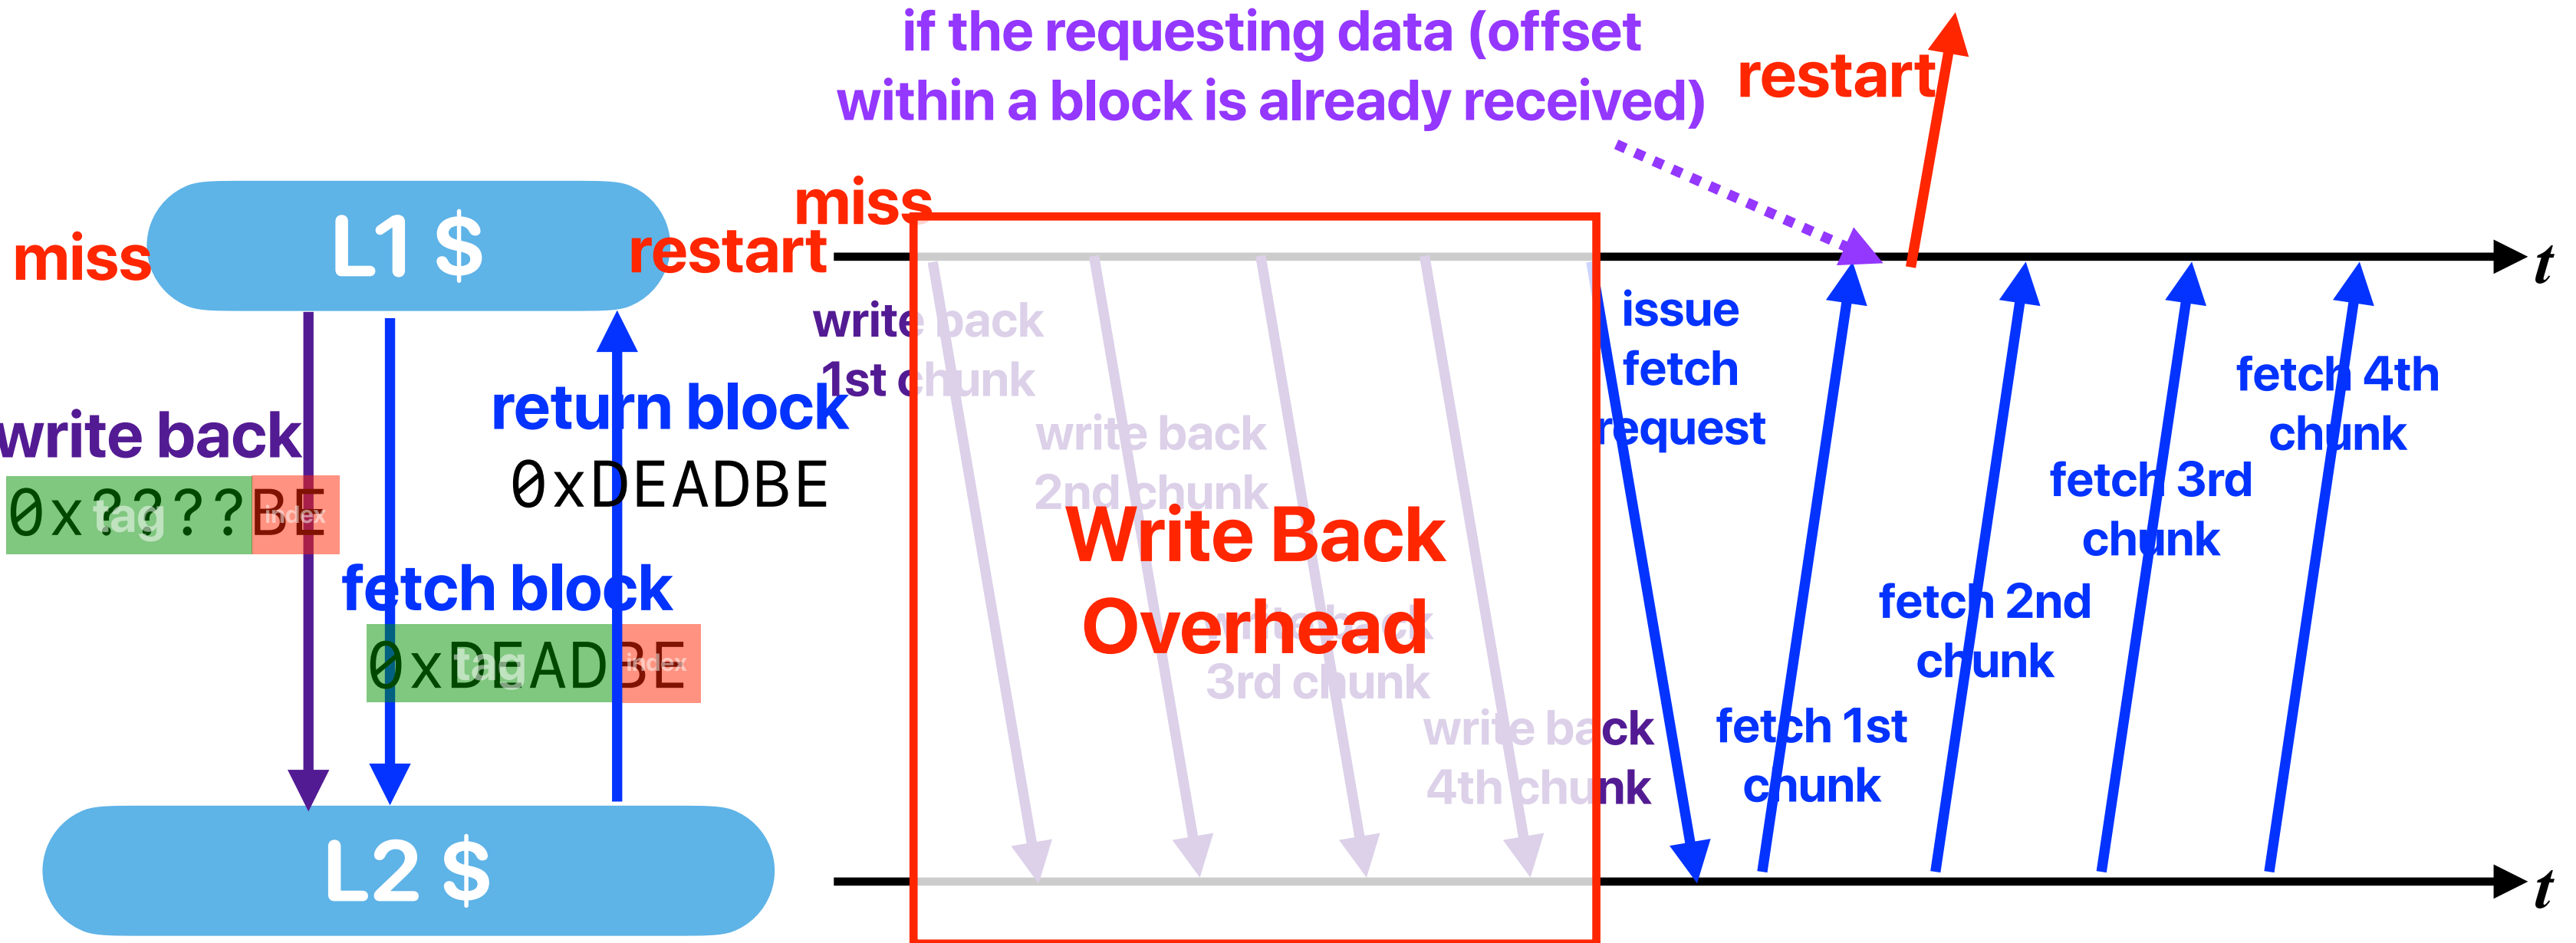 if the requesting data (offset
within a block is already received)
restart
miss
L1 $
miss
restart
t
write back
1st chunk
issue
fetch
request
fetch 4th
chunk
return block
0xDEADBE
write back
0x????BE
tag
index
write back
2nd chunk
fetch 3rd
chunk
Write Back
Overhead
fetch block
0xDEADBE
tag
index
write back
3rd chunk
fetch 2nd
chunk
write back
4th chunk
fetch 1st
chunk
L2 $
t